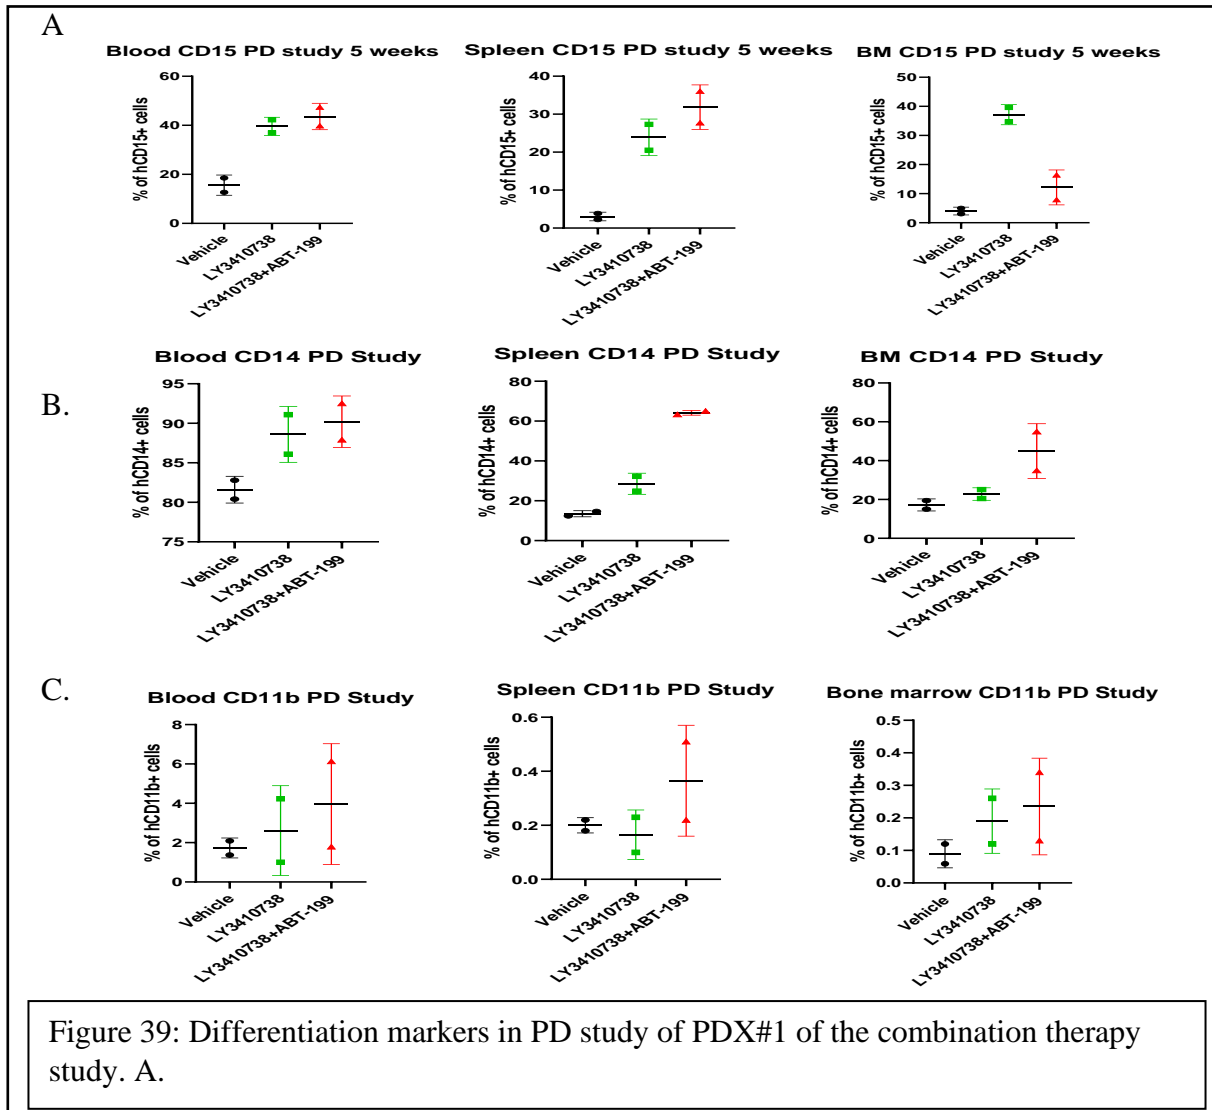 A
Blood CD15 PD study 5 weeks
% of hCD15+ cells
60
40
20
0
Vehicle
LY3410738
LY3410738+ABT-199
Spleen CD15 PD study 5 weeks
% of hCD15+ cells
40
30
20
10
0
Vehicle
LY3410738
LY3410738+ABT-199
BM CD15 PD study 5 weeks
% of hCD15+ cells
50
40
30
20
10
0
Vehicle
LY3410738
LY3410738+ABT-199
B.
Blood CD14 PD Study
% of hCD14+ cells
95
90
85
80
75
Vehicle
LY3410738
LY3410738+ABT-199
Spleen CD14 PD Study
% of hCD14+ cells
80
60
40
20
0
Vehicle
LY3410738
LY3410738+ABT-199
BM CD14 PD Study
% of hCD14+ cells
80
60
40
20
0
Vehicle
LY3410738
LY3410738+ABT-199
C.
Blood CD11b PD Study
% of hCD11b+ cells
8
6
4
2
0
Vehicle
LY3410738
LY3410738+ABT-199
Spleen CD11b PD Study
% of hCD11b+ cells
0.6
0.4
0.2
0.0
Vehicle
LY3410738
LY3410738+ABT-199
Bone marrow CD11b PD Study
% of hCD11b+ cells
0.5
0.4
0.3
0.2
0.1
0.0
Vehicle
LY3410738
LY3410738+ABT-199
Figure 39: Differentiation markers in PD study of PDX#1 of the combination therapy
study. A.